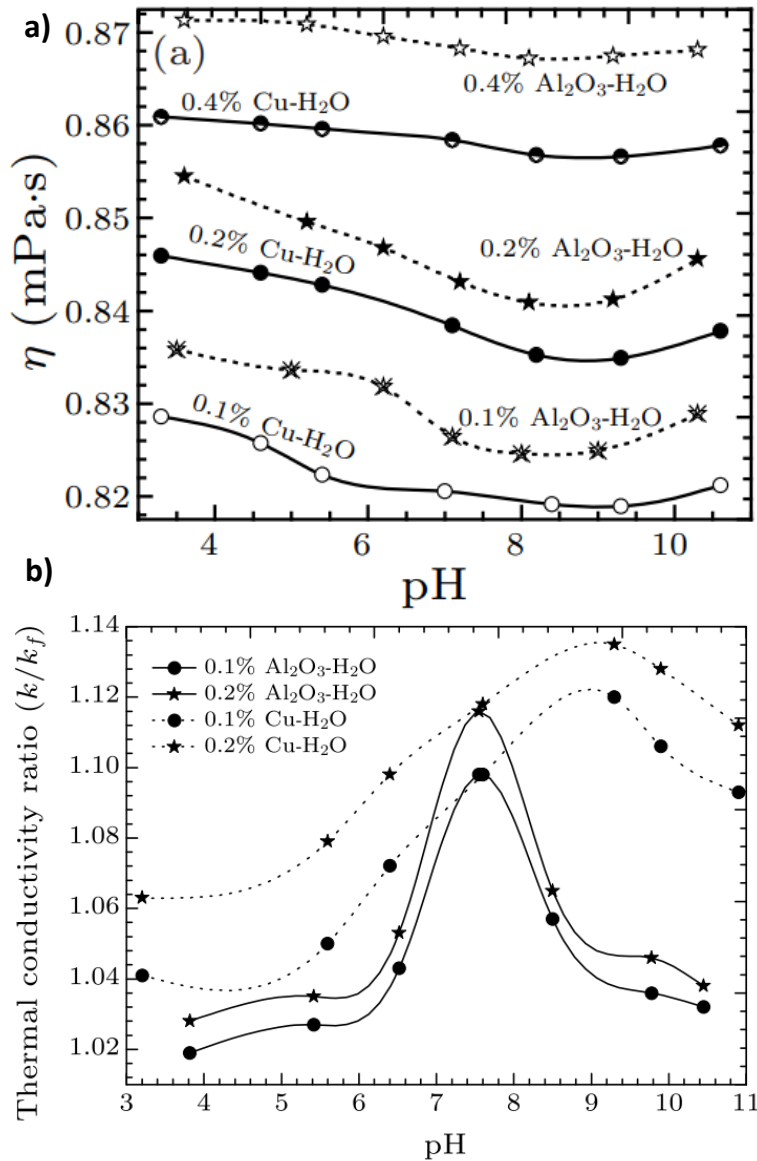 a)
(a)
0.87
0.86
0.85
0.84
0.83
0.82
η (mPa·s)
0.4% Al₂O₃-H₂O
0.4% Cu-H₂O
0.2% Cu-H₂O
0.2% Al₂O₃-H₂O
0.1% Al₂O₃-H₂O
0.1% Cu-H₂O
4 6 8 10
pH
b)
Thermal conductivity ratio (k/k_f)
1.14
1.12
1.10
1.08
1.06
1.04
1.02
0.1% Al₂O₃-H₂O
0.2% Al₂O₃-H₂O
0.1% Cu-H₂O
0.2% Cu-H₂O
3 4 5 6 7 8 9 10 11
pH